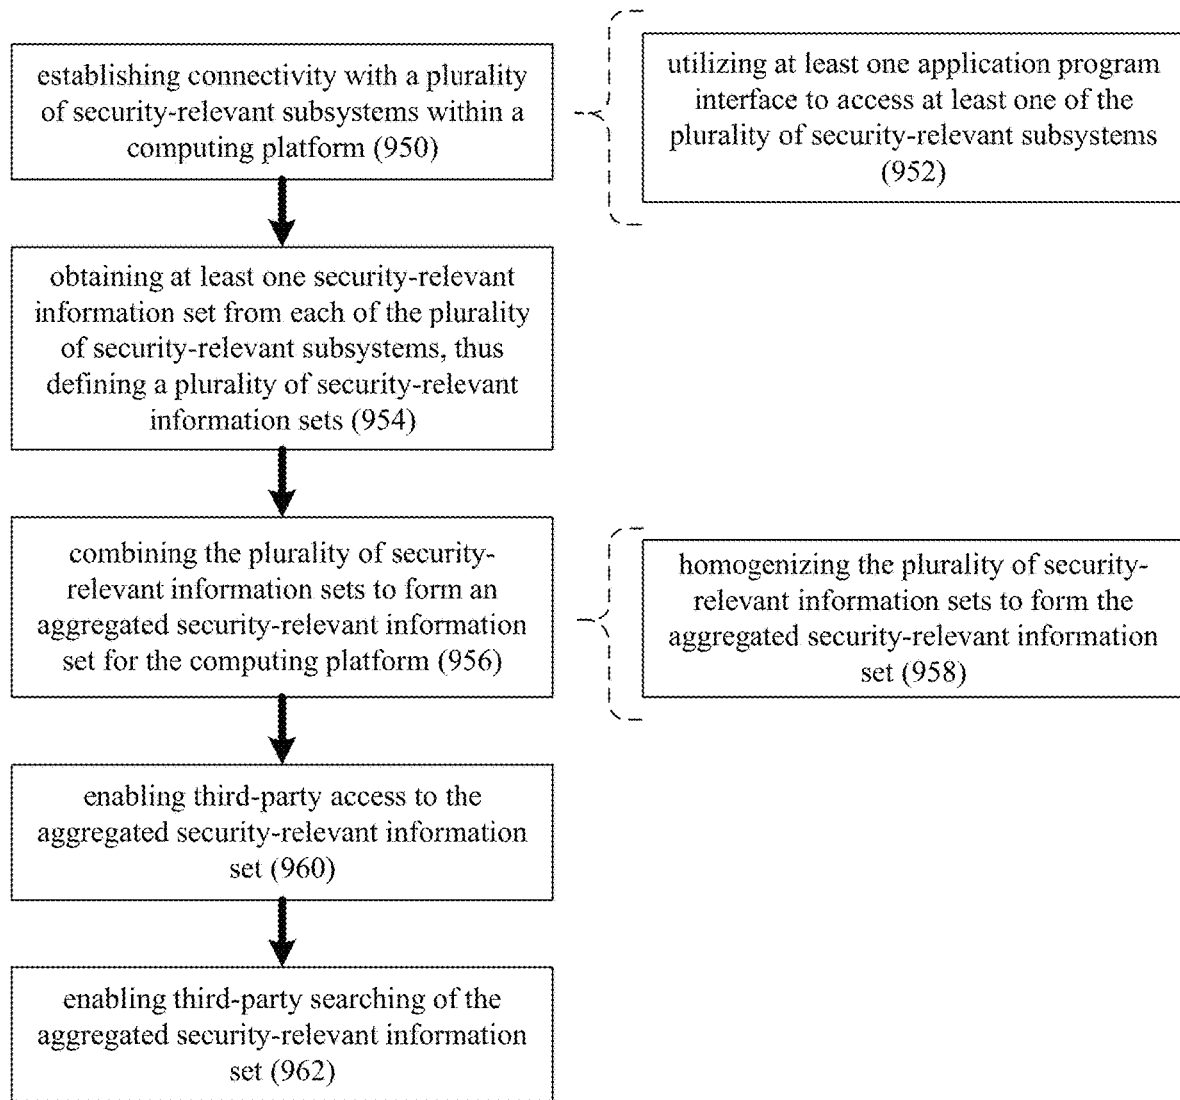 establishing connectivity with a plurality
of security-relevant subsystems within a
computing platform (950)
utilizing at least one application program
interface to access at least one of the
plurality of security-relevant subsystems
(952)
obtaining at least one security-relevant
information set from each of the plurality
of security-relevant subsystems, thus
defining a plurality of security-relevant
information sets (954)
combining the plurality of security-
relevant information sets to form an
aggregated security-relevant information
set for the computing platform (956)
homogenizing the plurality of security-
relevant information sets to form the
aggregated security-relevant information
set (958)
enabling third-party access to the
aggregated security-relevant information
set (960)
enabling third-party searching of the
aggregated security-relevant information
set (962)